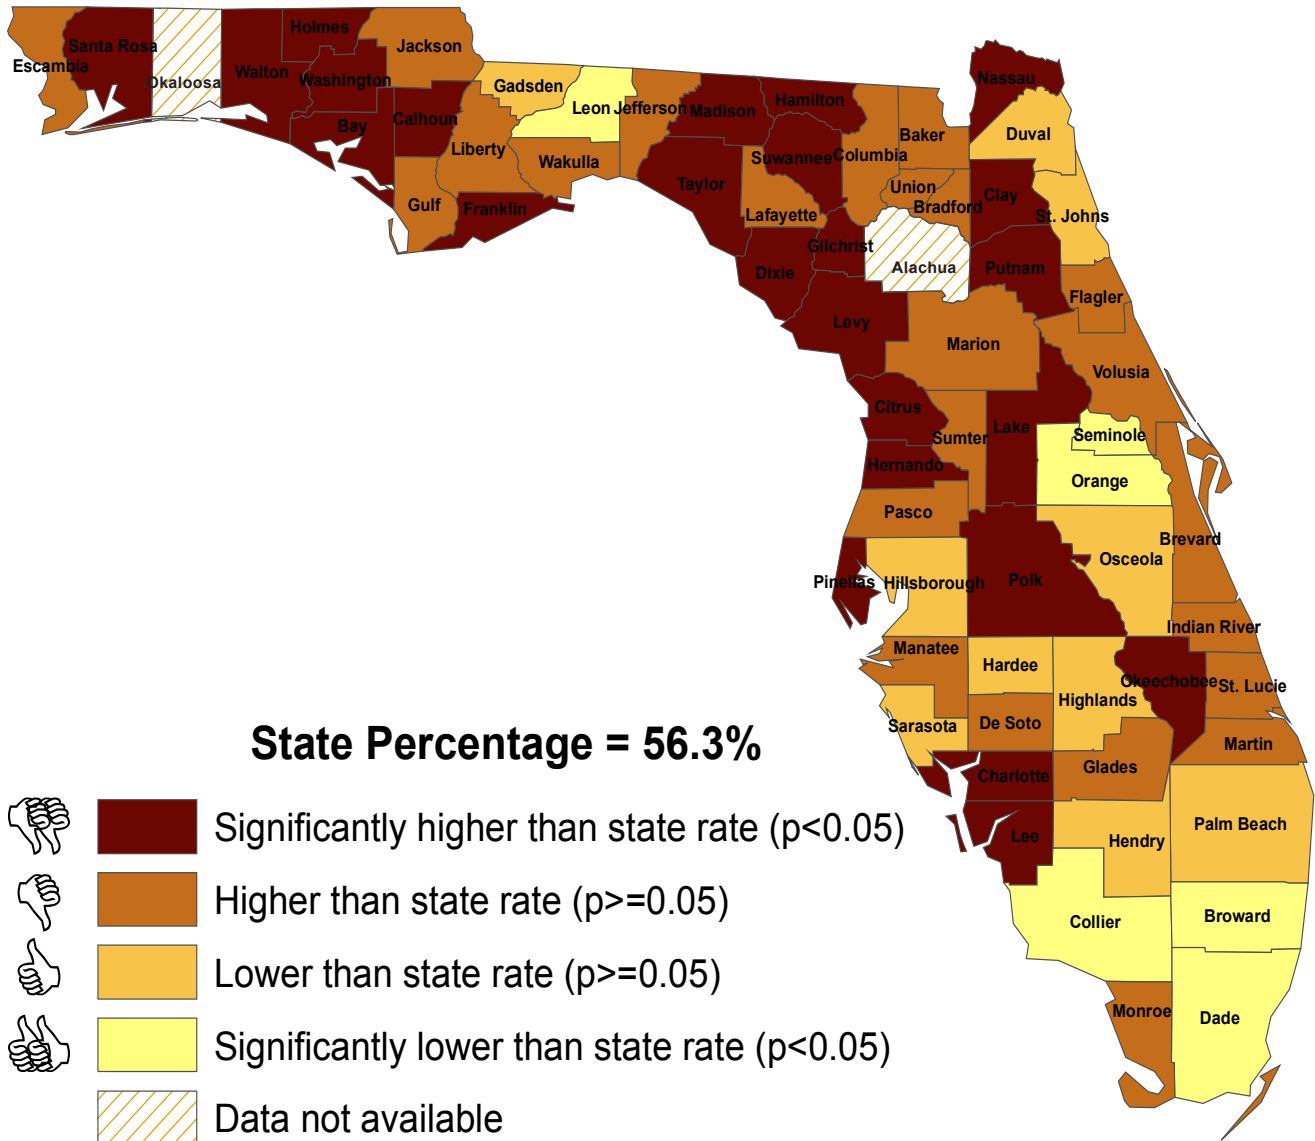 Holmes
Santa Rosa
Jackson
Escambia
Walton
Washington
Okaloosa
Nassau
Gadsden
Leon
Jefferson
Madison
Hamilton
Calhoun
Bay
Duval
Baker
Liberty
Wakulla
Suwannee
Columbia
Taylor
Union
Clay
Gulf
Franklin
Lafayette
Bradford
St. Johns
Gilchrist
Dixie
Alachua
Putnam
Flagler
Levy
Marion
Volusia
Citrus
Sumter
Lake
Seminole
Hernando
Orange
Pasco
Brevard
Osceola
Pinellas
Hillsborough
Polk
Indian River
Manatee
Hardee
Okeechobee
St. Lucie
Highlands
Sarasota
De Soto
Martin
Glades
Charlotte
Palm Beach
Lee
Hendry
Collier
Broward
Monroe
Dade
State Percentage = 56.3%
Significantly higher than state rate (p<0.05)
Higher than state rate (p>=0.05)
Lower than state rate (p>=0.05)
Significantly lower than state rate (p<0.05)
Data not available